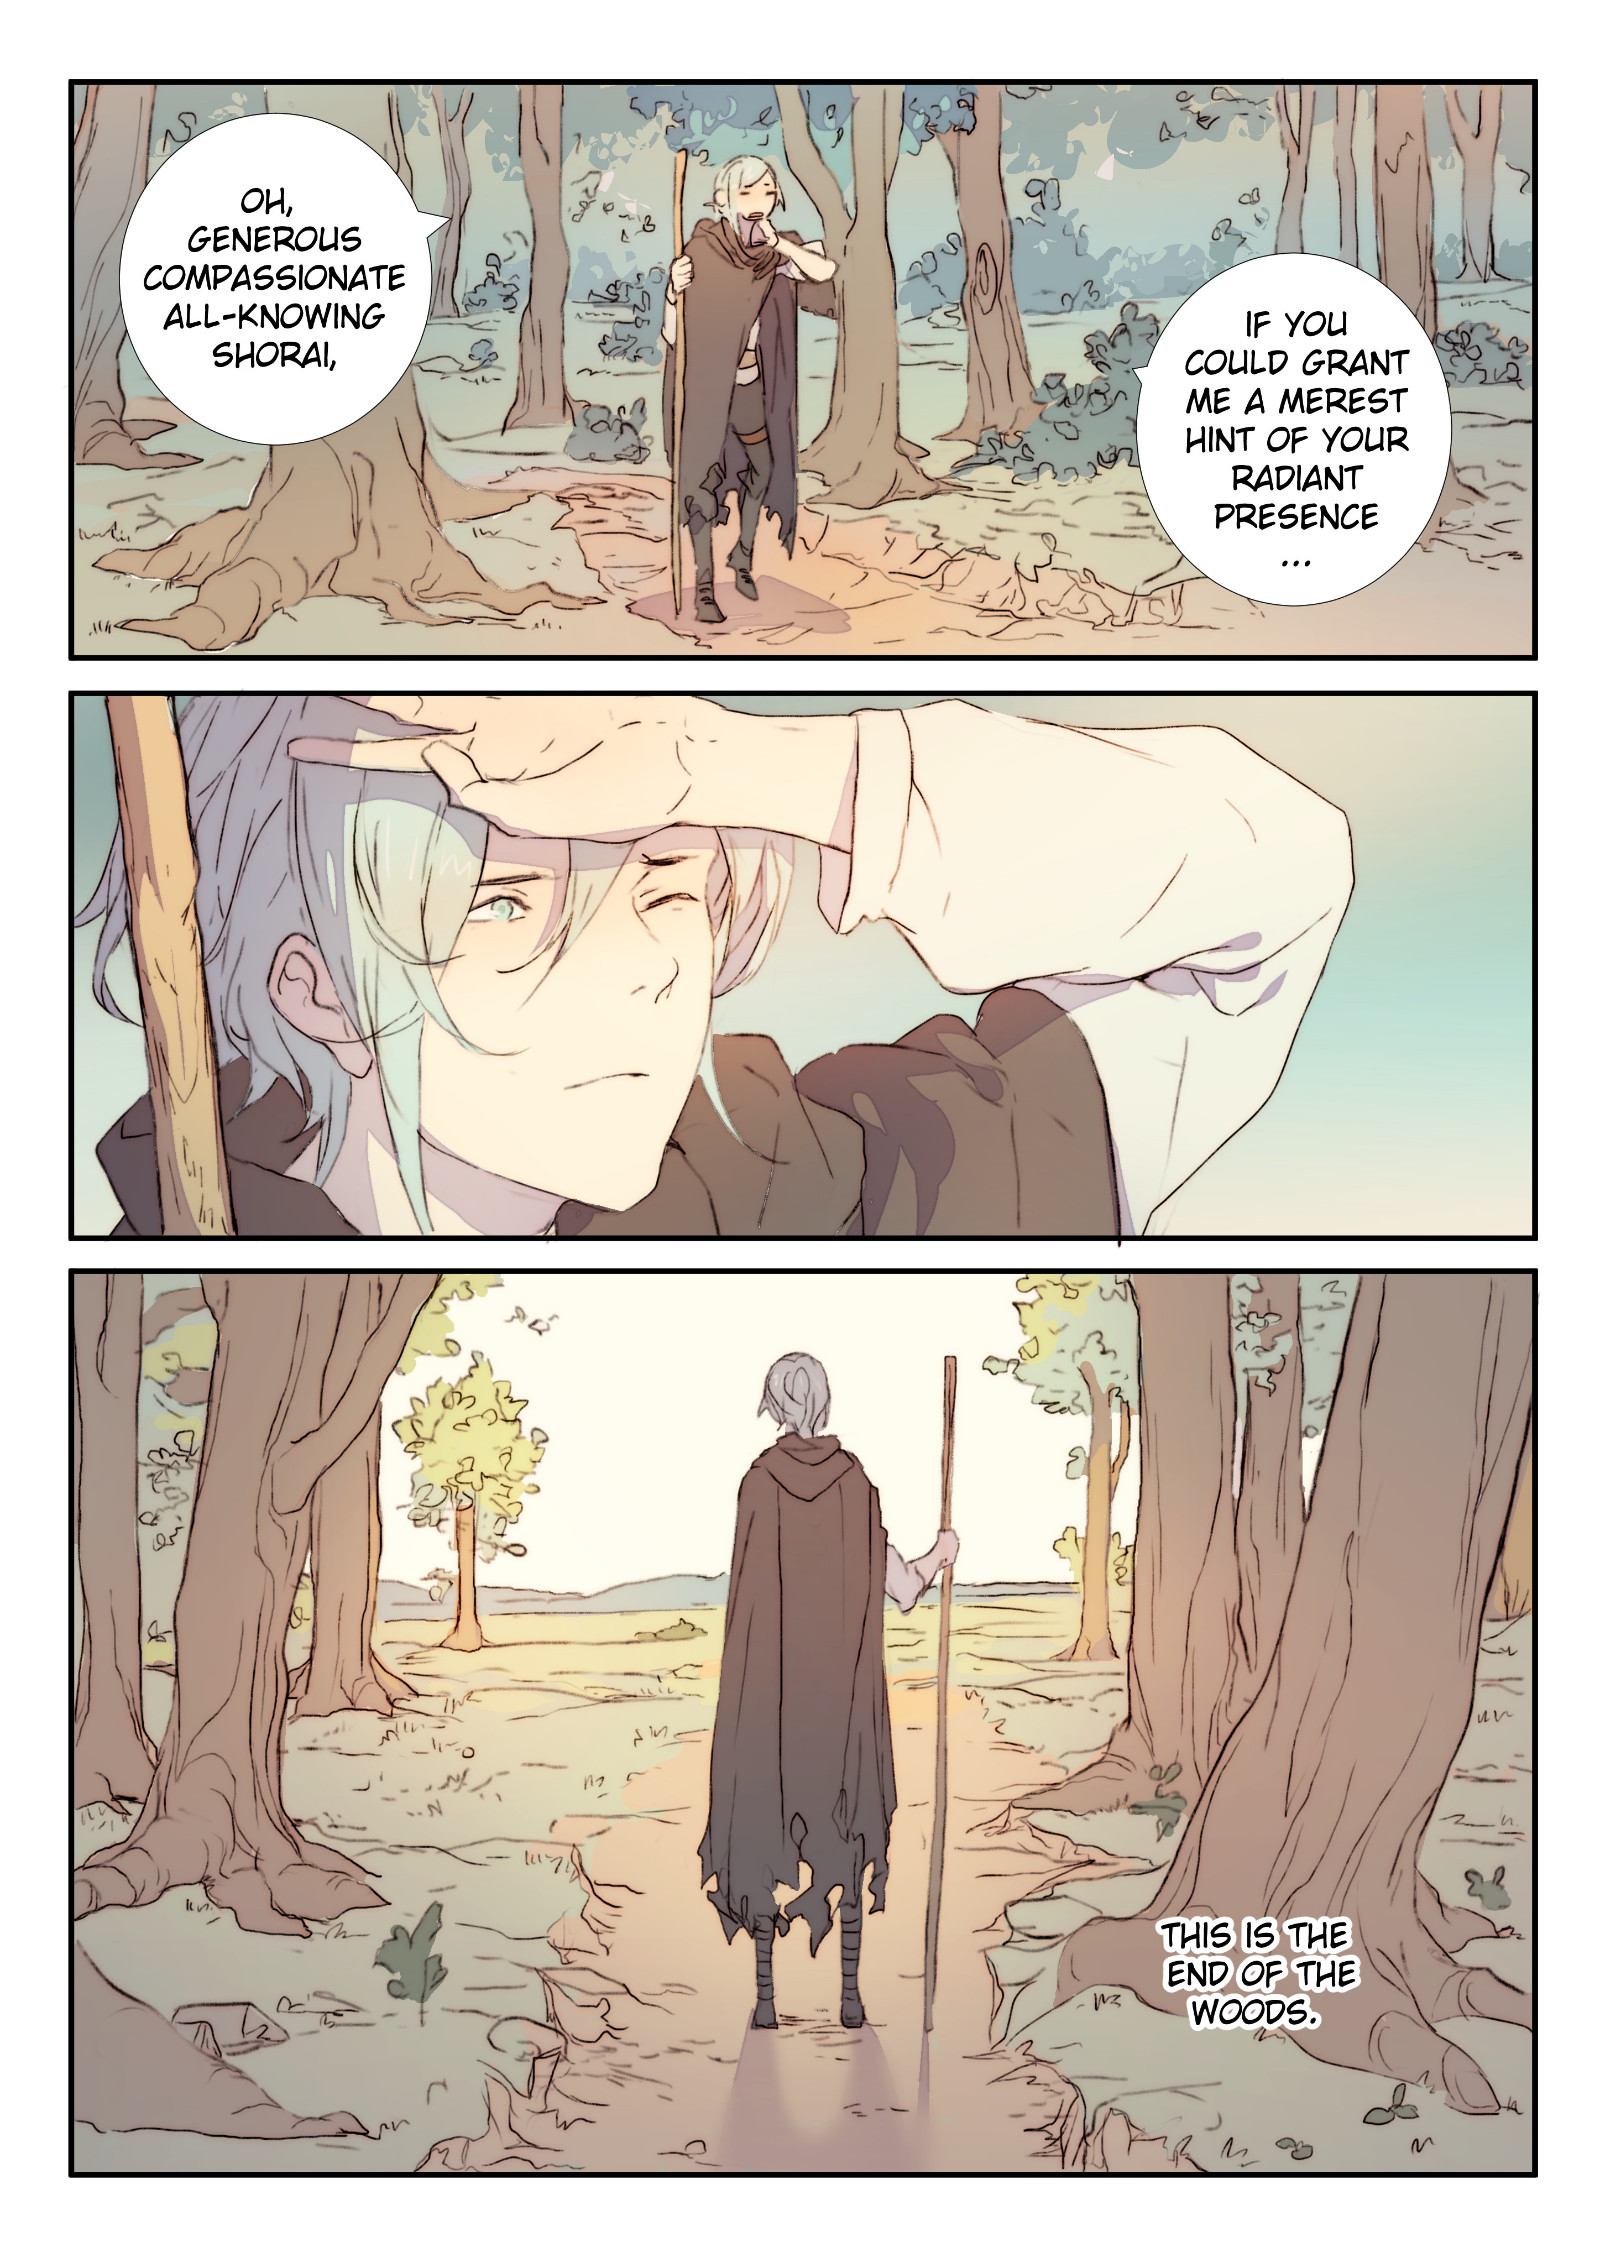 OH,
GENEROUS
COMPASSIONATE
ALL-KNOWING
SHORAI,
IF YOU
COULD GRANT
ME A MEREST
HINT OF YOUR
RADIANT
PRESENCE
...
THIS IS THE
END OF THE
WOODS.